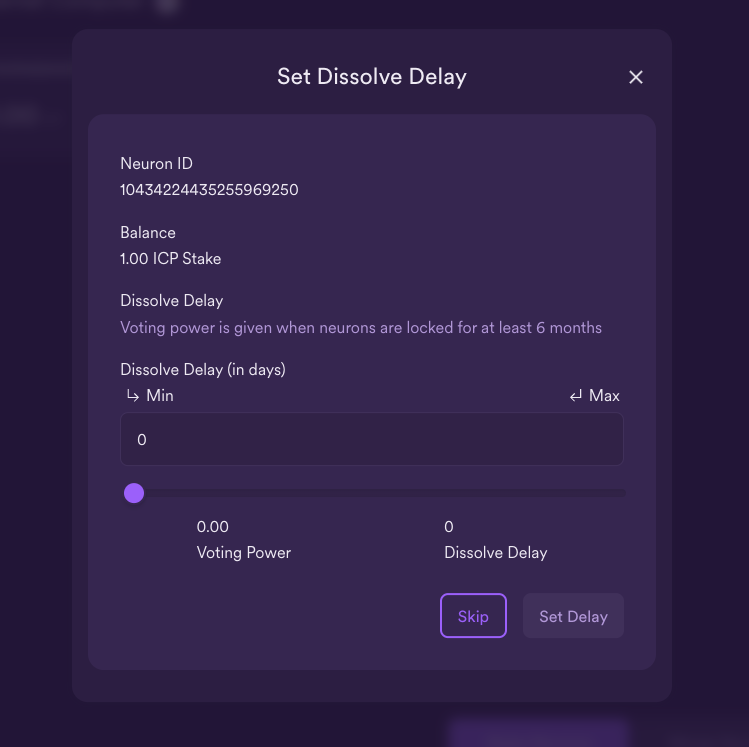 Set Dissolve Delay
Neuron ID
10434224435255969250
Balance
1.00 ICP Stake
Dissolve Delay
Voting power is given when neurons are locked for at least 6 months
Dissolve Delay (in days)
Min Max
0
0.00 0
Voting Power Dissolve Delay
Skip Set Delay